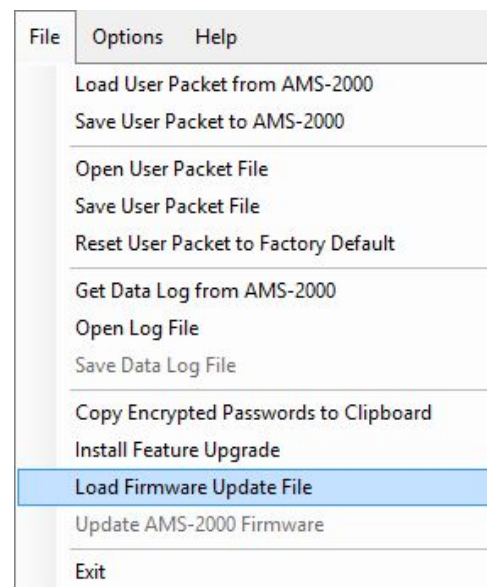 File Options Help
Load User Packet from AMS-2000
Save User Packet to AMS-2000
Open User Packet File
Save User Packet File
Reset User Packet to Factory Default
Get Data Log from AMS-2000
Open Log File
Save Data Log File
Copy Encrypted Passwords to Clipboard
Install Feature Upgrade
Load Firmware Update File
Update AMS-2000 Firmware
Exit